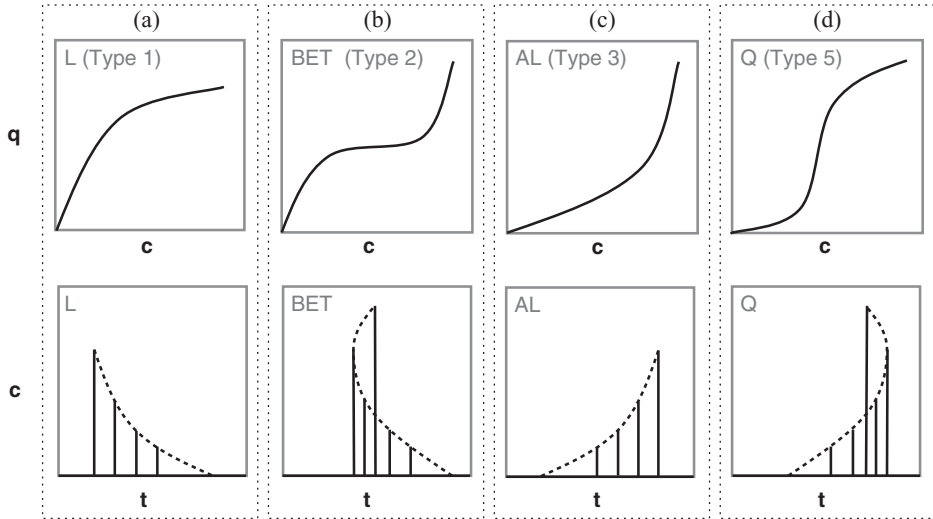 (a) (b) (c) (d)
L (Type 1) BET (Type 2) AL (Type 3) Q (Type 5)
q
c c c c
L BET AL Q
c
t t t t